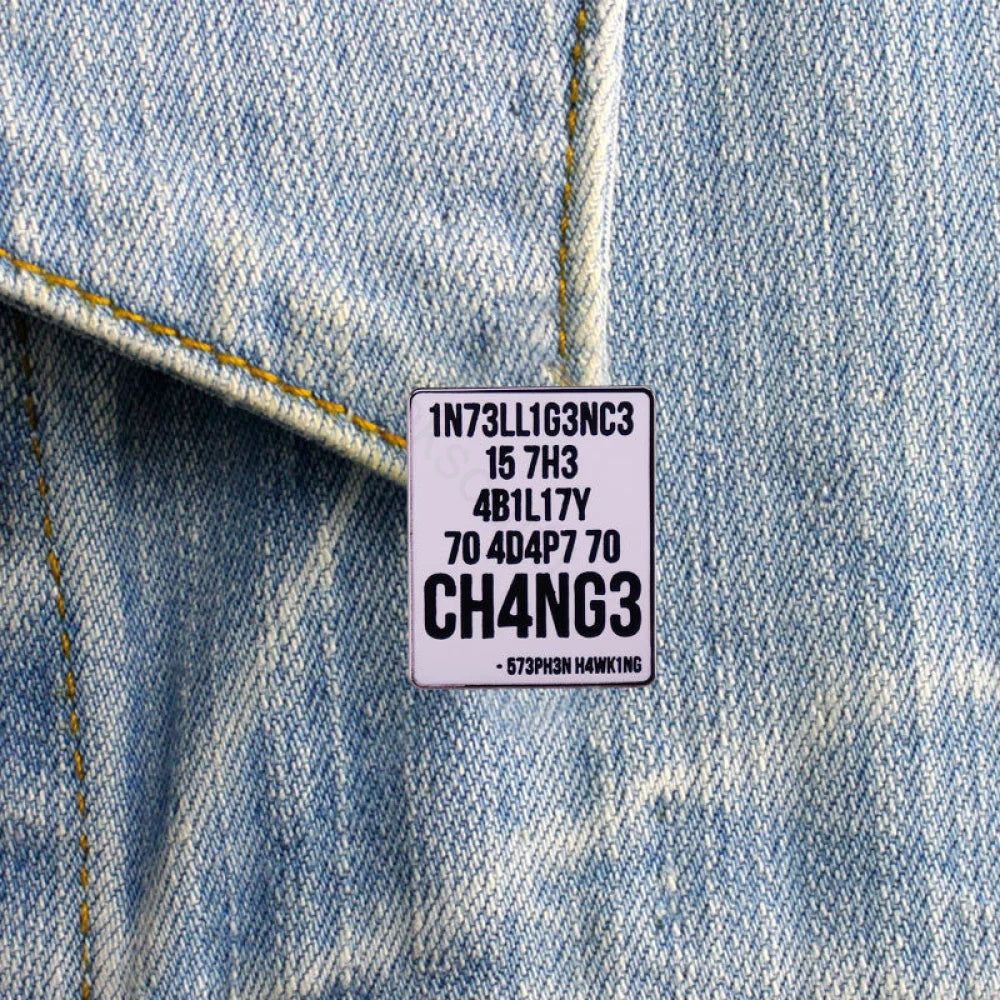 1N73LL1G3NC3
15 7H3
4B1L17Y
70 4D4P7 70
CH4NG3
- 573PH3N H4WK1NG